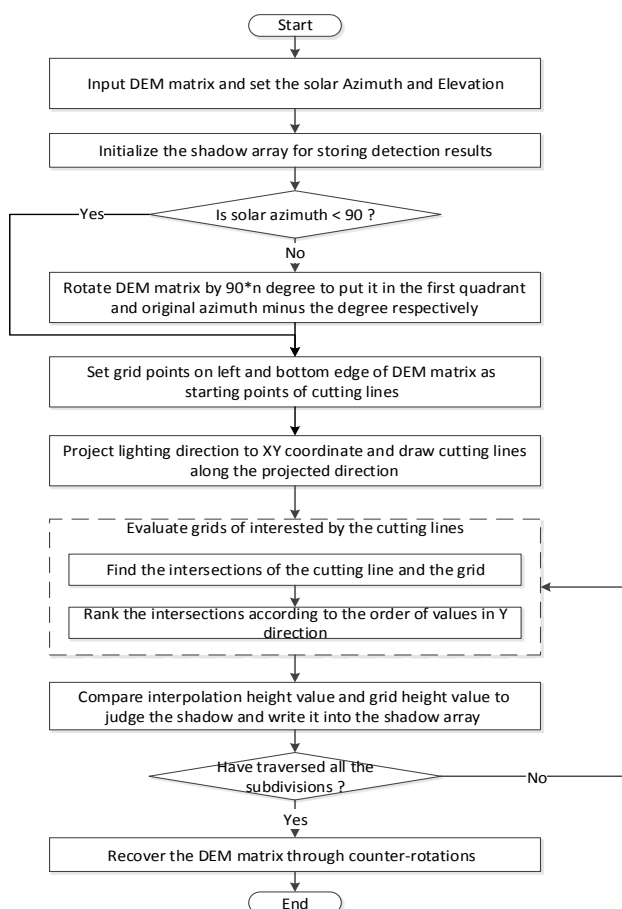 Start
Input DEM matrix and set the solar Azimuth and Elevation
Initialize the shadow array for storing detection results
Yes
Is solar azimuth < 90 ?
No
Rotate DEM matrix by 90*n degree to put it in the first quadrant
and original azimuth minus the degree respectively
Set grid points on left and bottom edge of DEM matrix as
starting points of cutting lines
Project lighting direction to XY coordinate and draw cutting lines
along the projected direction
Evaluate grids of interested by the cutting lines
Find the intersections of the cutting line and the grid
Rank the intersections according to the order of values in Y
direction
Compare interpolation height value and grid height value to
judge the shadow and write it into the shadow array
Have traversed all the
subdivisions ?
No
Yes
Recover the DEM matrix through counter-rotations
End